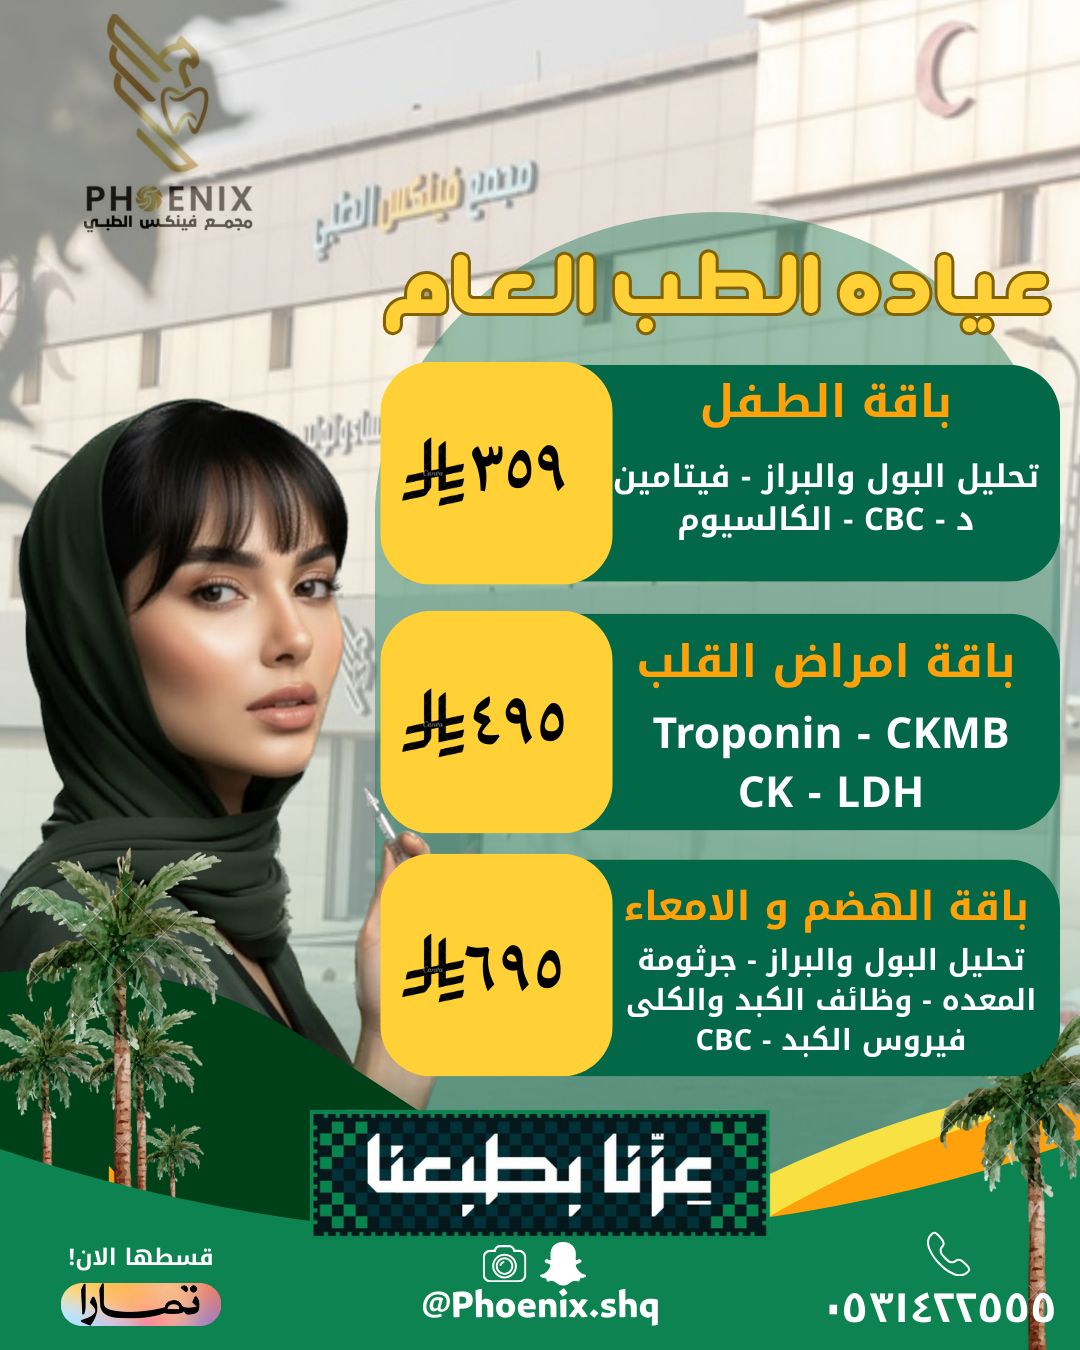 PHOENIX
مجمع فينكس الطبي
مجمع فينكس الطبي
عياده الطب العام
باقة الطفل
تحليل البول والبراز - فيتامين
د - CBC - الكالسيوم
٣٥٩
باقة امراض القلب
Troponin - CKMB
CK - LDH
٤٩٥
باقة الهضم و الامعاء
تحليل البول والبراز - جرثومة
المعده - وظائف الكبد والكلى
فيروس الكبد - CBC
٦٩٥
عِزّنا بطبعنا
قسطها الان!
تمارا
@Phoenix.shq
٠٥٣١٤٢٢٥٥٥